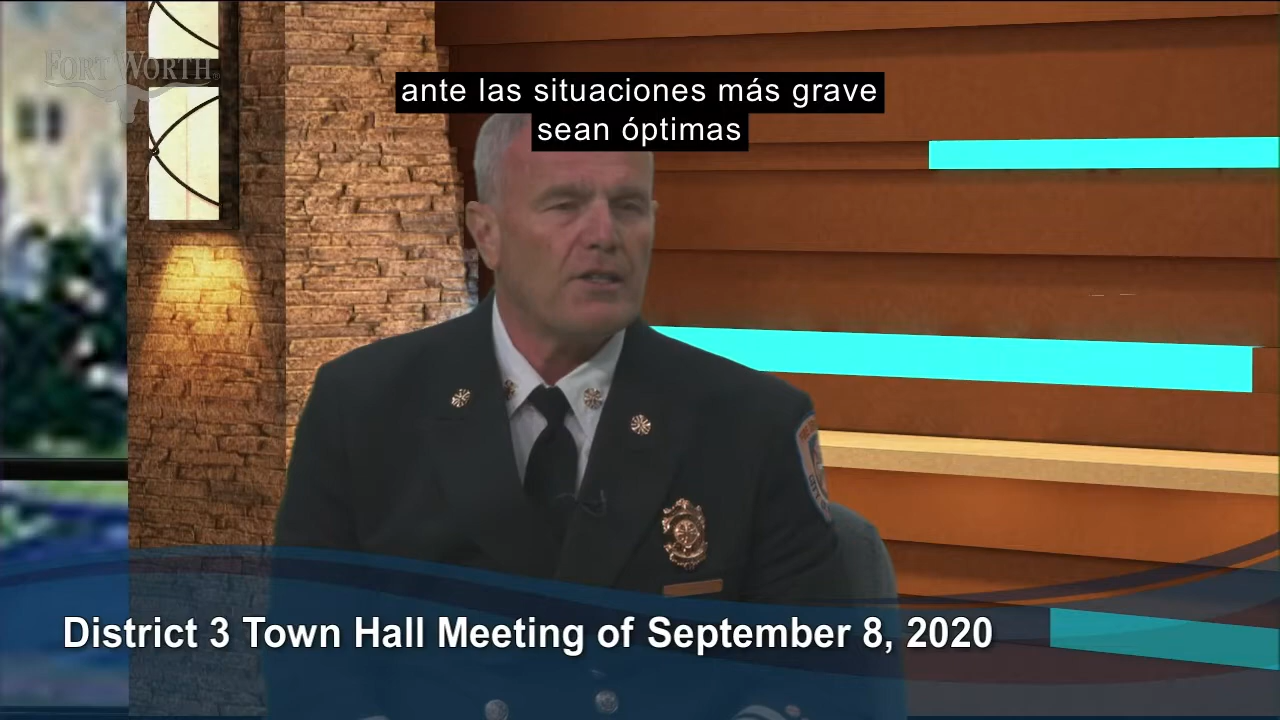 FORT WORTH®
ante las situaciones más grave
sean óptimas
District 3 Town Hall Meeting of September 8, 2020